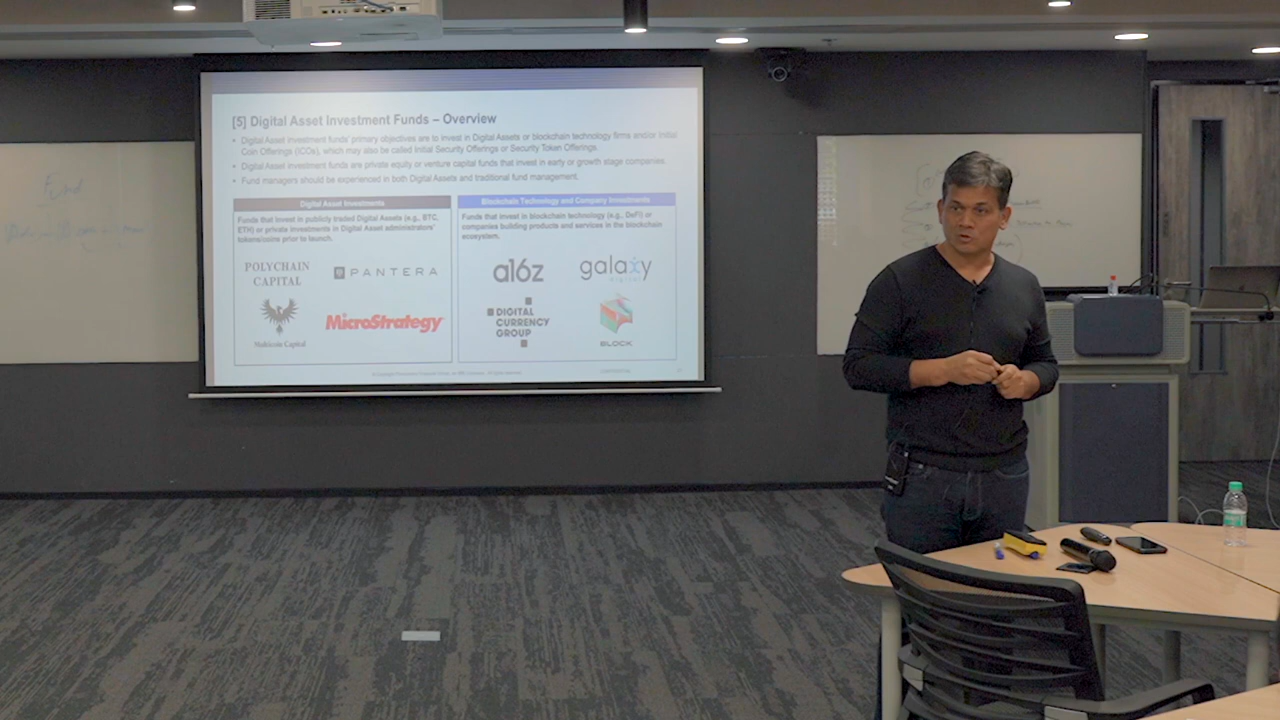 [5] Digital Asset Investment Funds – Overview
• Digital Asset investment funds' primary objectives are to invest in Digital Assets or blockchain technology firms and/or Initial
Coin Offerings (ICOs), which may also be called Initial Security Offerings or Security Token Offerings.
• Digital Asset investment funds are private equity or venture capital funds that invest in early or growth stage companies.
• Fund managers should be experienced in both Digital Assets and traditional fund management.
Digital Asset Investments
Funds that invest in publicly traded Digital Assets (e.g., BTC,
ETH) or private investments in Digital Asset administrators'
tokens/coins prior to launch.
POLYCHAIN
CAPITAL
PANTERA
Multicoin Capital
MicroStrategy
Blockchain Technology and Company Investments
Funds that invest in blockchain technology (e.g., DeFi) or
companies building products and services in the blockchain
ecosystem.
a16z
galaxy
digital
DIGITAL
CURRENCY
GROUP
BLOCK
Fund